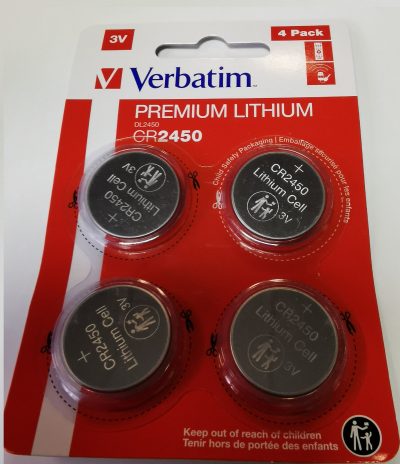 3V
4 Pack
Verbatim
PREMIUM LITHIUM
DL2450
CR2450
Child Safety Packaging | Emballage sécurisé pour les enfants
+
CR2450
Lithium Cell
3V
+
CR2450
Lithium Cell
3V
+
CR2450
Lithium Cell
3V
+
CR2450
Lithium Cell
3V
Keep out of reach of children
Tenir hors de portée des enfants